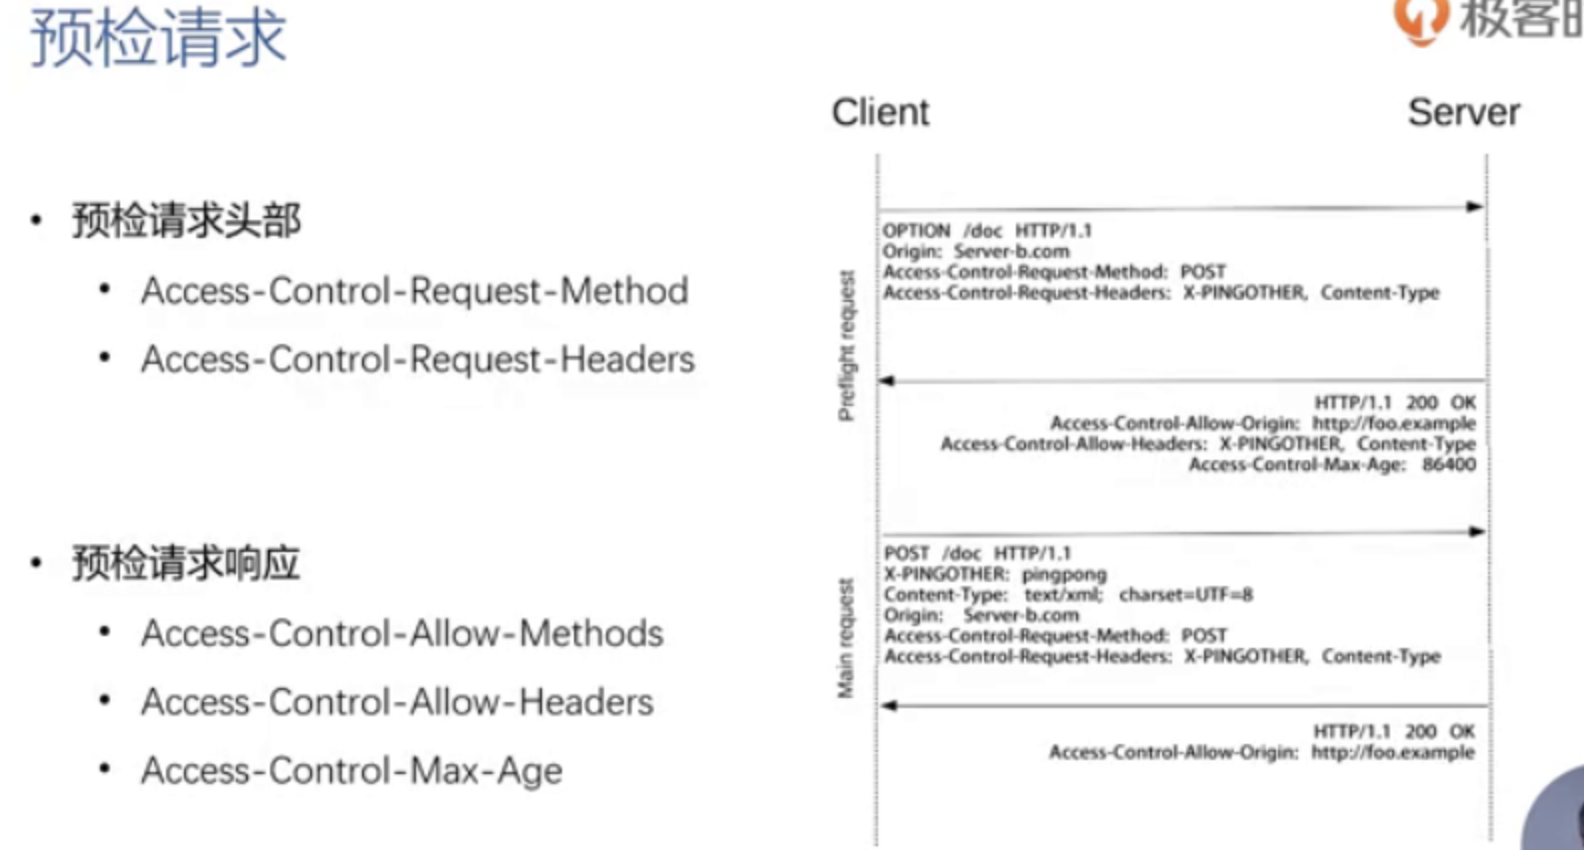 预检请求
极客时
Client
Server
• 预检请求头部
• Access-Control-Request-Method
• Access-Control-Request-Headers
• 预检请求响应
• Access-Control-Allow-Methods
• Access-Control-Allow-Headers
• Access-Control-Max-Age
Preflight request
OPTION /doc HTTP/1.1
Origin: Server-b.com
Access-Control-Request-Method: POST
Access-Control-Request-Headers: X-PINGOTHER, Content-Type
HTTP/1.1 200 OK
Access-Control-Allow-Origin: http://foo.example
Access-Control-Allow-Headers: X-PINGOTHER, Content-Type
Access-Control-Max-Age: 86400
Main request
POST /doc HTTP/1.1
X-PINGOTHER: pingpong
Content-Type: text/xml; charset=UTF=8
Origin: Server-b.com
Access-Control-Request-Method: POST
Access-Control-Request-Headers: X-PINGOTHER, Content-Type
HTTP/1.1 200 OK
Access-Control-Allow-Origin: http://foo.example